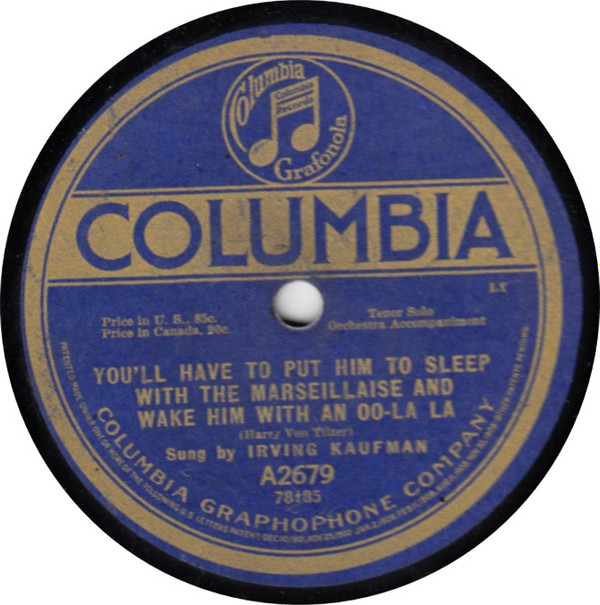 Columbia
Columbia
Records
Grafonola
COLUMBIA
LX
Price in U. S., 85c.
Price in Canada, 90c.
Tenor Solo
Orchestra Accompaniment
YOU'LL HAVE TO PUT HIM TO SLEEP
WITH THE MARSEILLAISE AND
WAKE HIM WITH AN OO-LA LA
(Harry Von Tilzer)
Sung by IRVING KAUFMAN
A2679
78185
COLUMBIA GRAPHOPHONE COMPANY